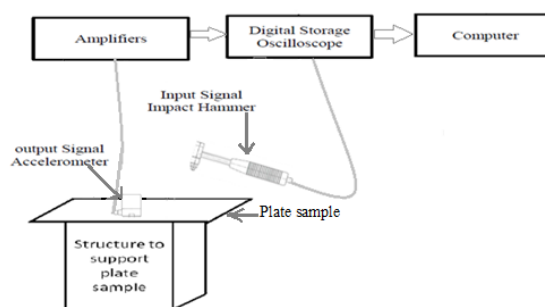 Amplifiers
Digital Storage
Oscilloscope
Computer
Input Signal
Impact Hammer
output Signal
Accelerometer
Plate sample
Structure to
support
plate
sample